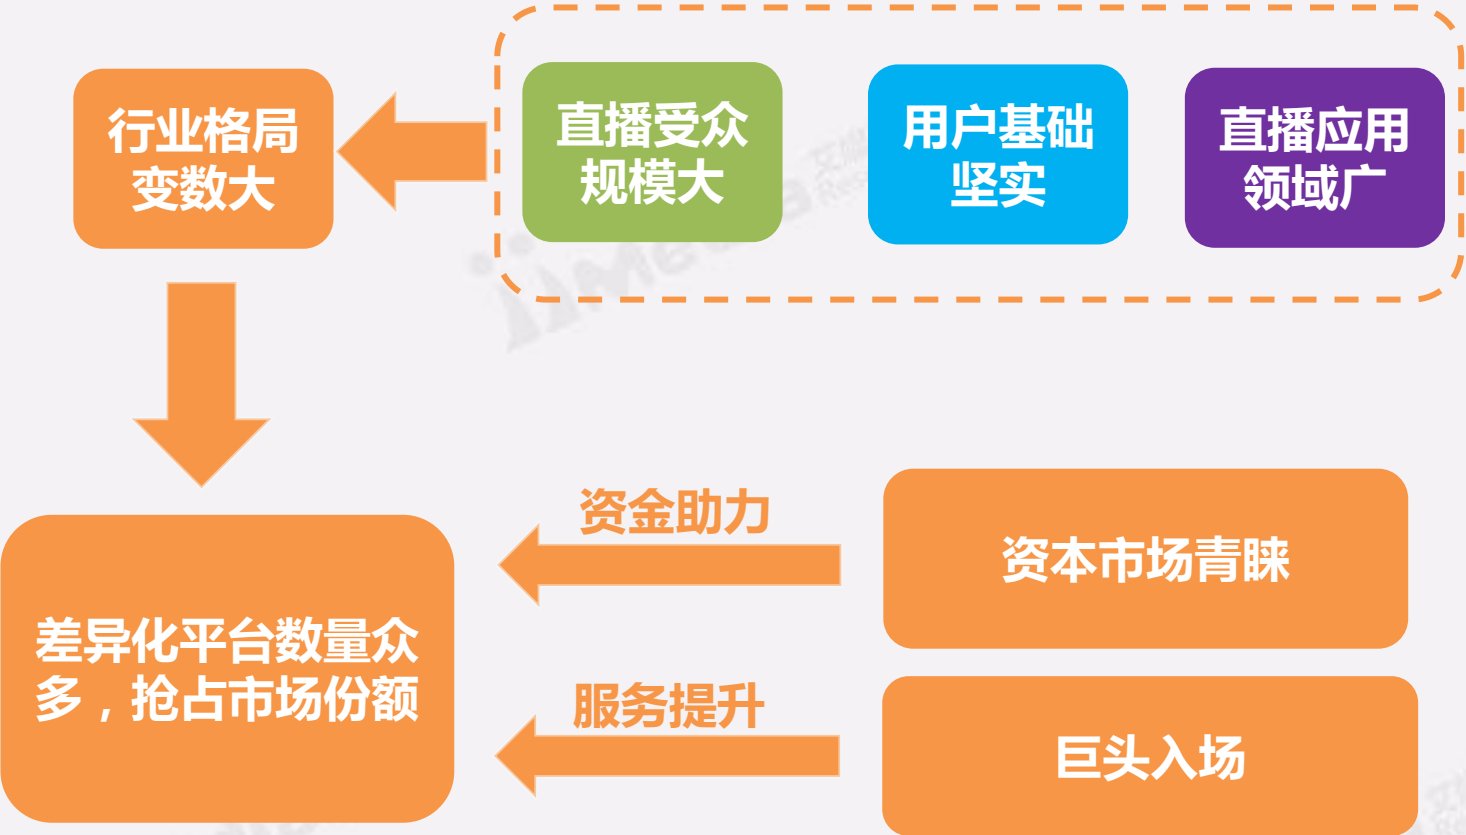 行业格局
变数大
直播受众
规模大
用户基础
坚实
直播应用
领域广
资金助力
资本市场青睐
差异化平台数量众
多，抢占市场份额
服务提升
巨头入场